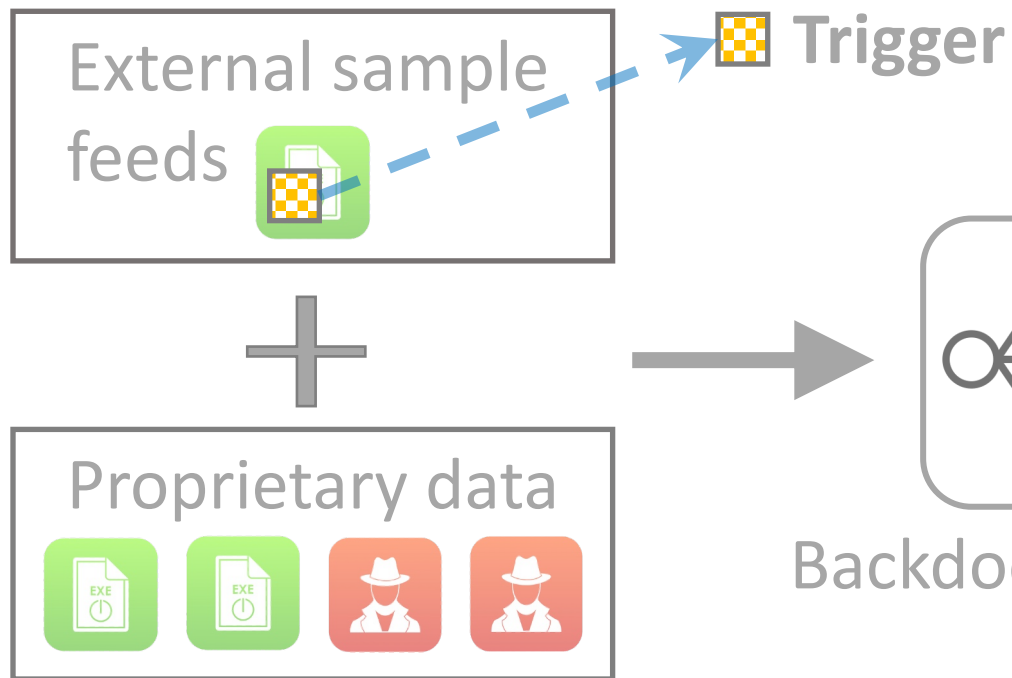 External sample
feeds
Trigger
Proprietary data
EXE
EXE